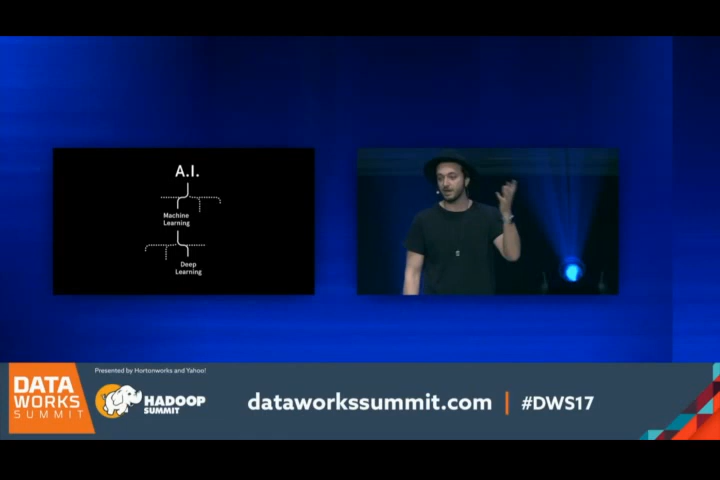 A.I.
Machine
Learning
Deep
Learning
DATA
WORKS
SUMMIT
Presented by Hortonworks and Yahoo!
HADOOP
SUMMIT
dataworkssummit.com
#DWS17